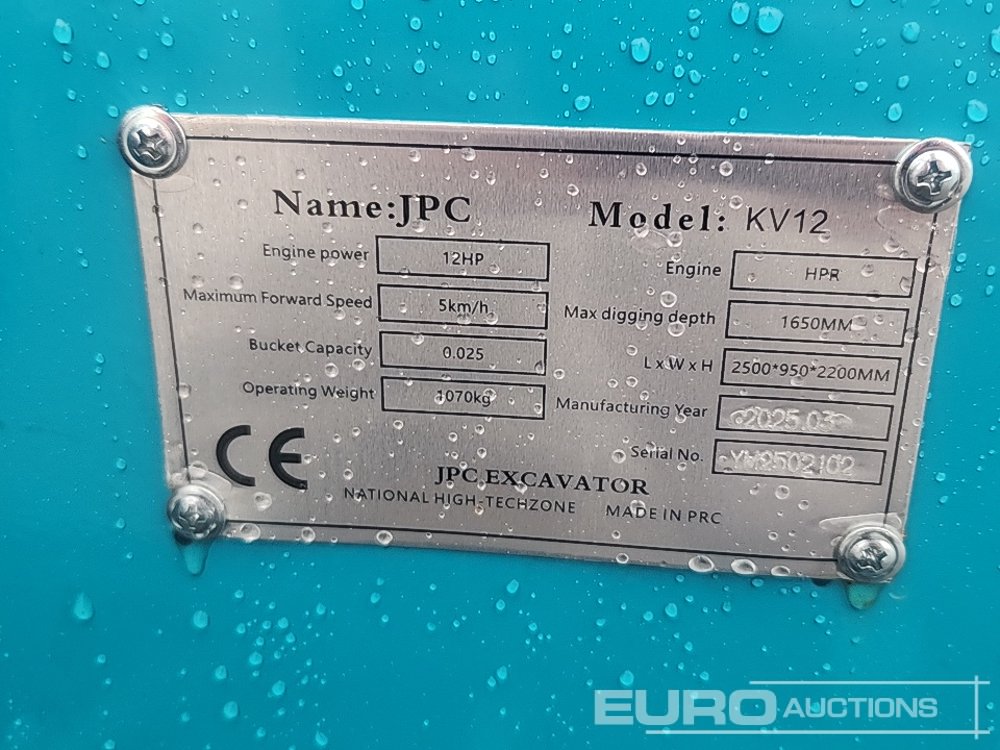 Name:JPC Model: KV12
Engine power 12HP
Engine HPR
Maximum Forward Speed 5km/h
Max digging depth 1650MM
Bucket Capacity 0.025
L x W x H 2500*950*2200MM
Operating Weight 1070kg
Manufacturing Year 2025.03
Serial No. YM2502102
CE
JPC EXCAVATOR
NATIONAL HIGH-TECHZONE MADE IN PRC
EURO AUCTIONS